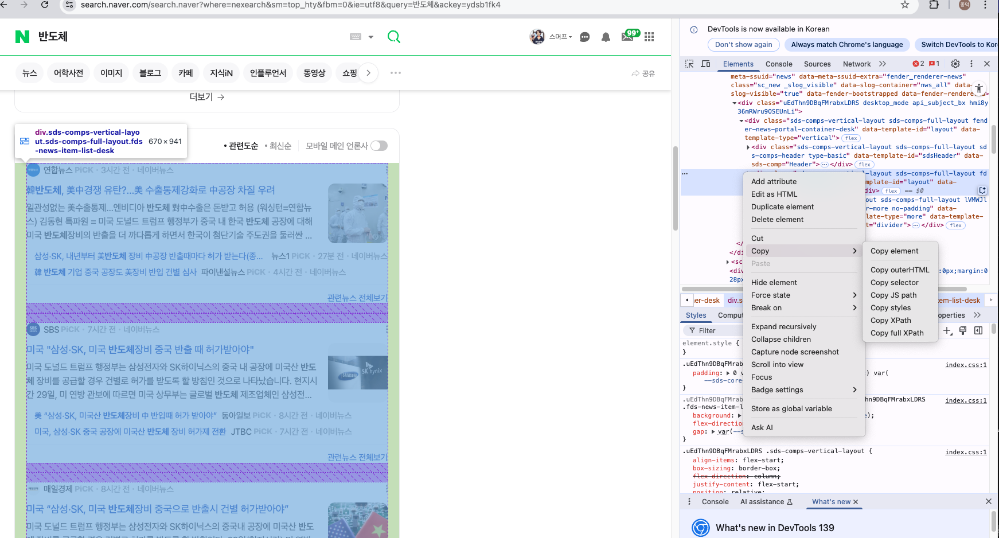 search.naver.com/search.naver?where=nexearch&sm=top_hty&fbm=0&ie=utf8&query=반도체&ackey=ydsb1fk4
종덕
N 반도체
스머프
99+
뉴스 어학사전 이미지 블로그 카페 지식iN 인플루언서 동영상 쇼핑
공유
더보기
div.sds-comps-vertical-layo
ut.sds-comps-full-layout.fds
-news-item-list-desk
670 × 941
• 관련도순 • 최신순 모바일 메인 언론사
연합뉴스 PiCK · 3시간 전 · 네이버뉴스
韓반도체, 美中경쟁 유탄?…美 수출통제강화로 中공장 차질 우려
일관성없는 美수출통제…엔비디아 반도체 對中수출은 돈받고 허용 (워싱턴=연합뉴
스) 김동현 특파원 = 미국 도널드 트럼프 행정부가 중국 내 한국 반도체 공장에 대해
미국 반도체장비의 반출을 더 까다롭게 하면서 한국이 첨단기술 주도권을 둘러싼 ...
삼성·SK, 내년부터 美반도체 장비 中공장 반출때마다 허가 받는다(종... 뉴스1 PiCK · 27분 전 · 네이버뉴스
韓 반도체 기업 중국 공장도 美장비 반입 건별 심사 파이낸셜뉴스 PiCK · 4시간 전 · 네이버뉴스
관련뉴스 전체보기
SBS NEWS
SBS PiCK · 7시간 전 · 네이버뉴스
미국 "삼성·SK, 미국 반도체장비 중국 반출 때 허가받아야"
미국 도널드 트럼프 행정부는 삼성전자와 SK하이닉스의 중국 내 공장에 미국산 반도
체 장비를 공급할 경우 건별로 허가를 받도록 할 방침인 것으로 나타났습니다. 현지시
간 29일, 미 연방 관보에 따르면 미국 상무부는 글로벌 반도체 제조업체인 삼성전...
SAMSUNG SK hynix
美 “삼성·SK, 미국산 반도체장비 中 반입때 허가 받아야” 동아일보 PiCK · 8시간 전 · 네이버뉴스
미국, 삼성·SK 중국 공장에 미국산 반도체 장비 허가제 전환 JTBC PiCK · 7시간 전 · 네이버뉴스
관련뉴스 전체보기
매일경제 PiCK · 8시간 전 · 네이버뉴스
미국 “삼성·SK, 미국 반도체장비 중국으로 반출시 건별 허가받아야”
미국 도널드 트럼프 행정부는 삼성전자와 SK하이닉스의 중국내 공장에 미국산 반도
DevTools is now available in Korean
Don't show again Always match Chrome's language Switch DevTools to Kor
Elements Console Sources Network 2 1
meta-ssuid="news" data-meta-ssuid-extra="fender_renderer-news"
class="sc_new _slog_visible" data-slog-container="nws_all" data-
slog-visible="true" data-fender-bootstrapped data-fender-rendere
<div class="uEdThn9DBqFMrabxLDRS desktop_mode api_subject_bx hmi8y
36mRWru9OSEUnLi">
<div class="sds-comps-vertical-layout sds-comps-full-layout fend
er-news-portal-container-desk" data-template-id="layout" data-
template-type="vertical"> flex
<div class="sds-comps-vertical-layout sds-comps-full-layout sd
s-comps-header type-basic" data-template-id="sdsHeader" data-
sds-comp="Header"> … </div> flex
ertical-layout sds-comps-full-layout fd
mplate-id="layout" data-
div> flex == $0
out sds-comps-full-layout lVMWJl
r-more no-padding" data-
late-type="more" data-template-
t="divider"> … </div> flex
</
</di
<sc
<div :0px;margin:0
28px
Add attribute
Edit as HTML
Duplicate element
Delete element
Cut
Copy
Paste
Hide element
Force state
Break on
Expand recursively
Collapse children
Capture node screenshot
Scroll into view
Focus
Badge settings
Store as global variable
Ask AI
Copy element
Copy outerHTML
Copy selector
Copy JS path
Copy styles
Copy XPath
Copy full XPath
er-desk div.s tem-list-desk
Styles Comput operties
Filter
element.style {
}
.uEdThn9DBqFMrab index.css:1
padding: 0 v ) var(
--sds-core-
}
.uEdThn9DBqFMrab hn9DBqFMrabxLDRS index.css:1
.fds-news-item-l
background: e);
flex-direction
gap: var(--s
}
.uEdThn9DBqFMrabxLDRS .sds-comps-vertical-layout { index.css:1
align-items: flex-start;
box-sizing: border-box;
flex-direction: column;
justify-content: flex-start;
position: relative;
Console AI assistance What's new
What's new in DevTools 139